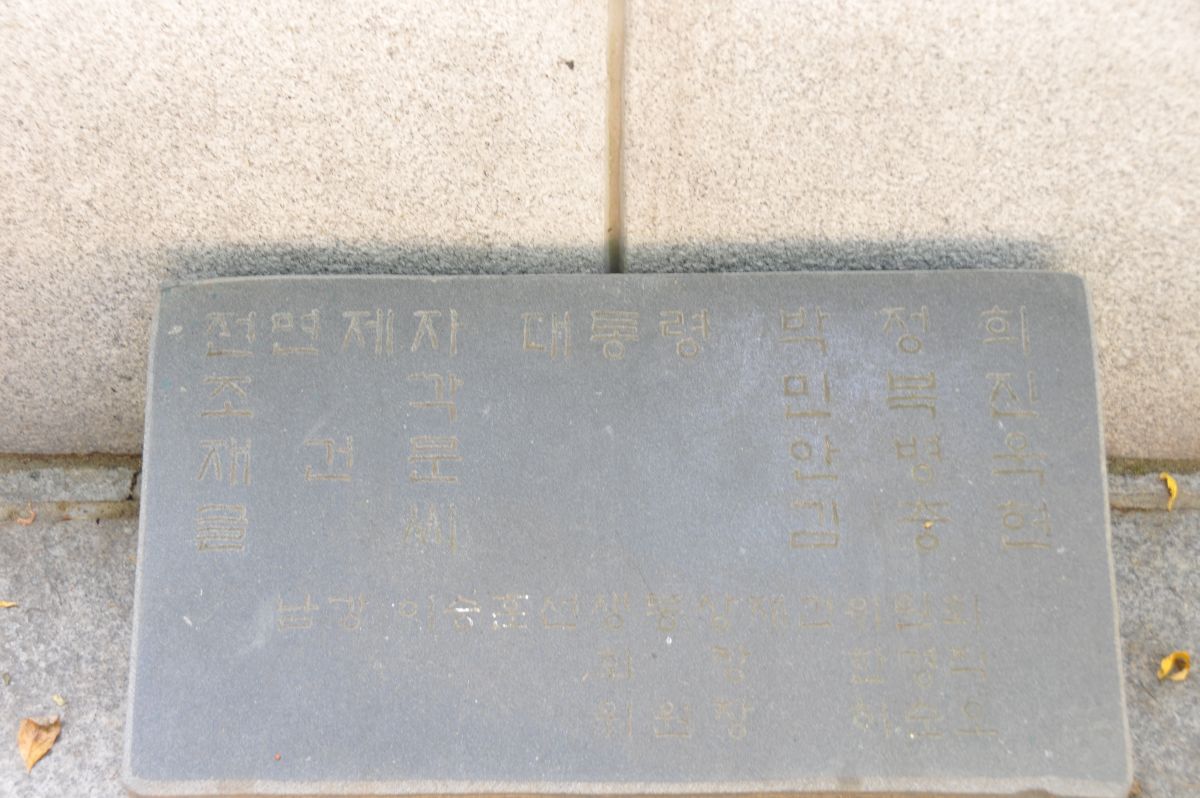 전면제자 대통령 박정희
조각 민복진
재건문 안병욱
글씨 김충현
남강 이승훈선생동상재건위원회
회장 한경직
위원장 허순오